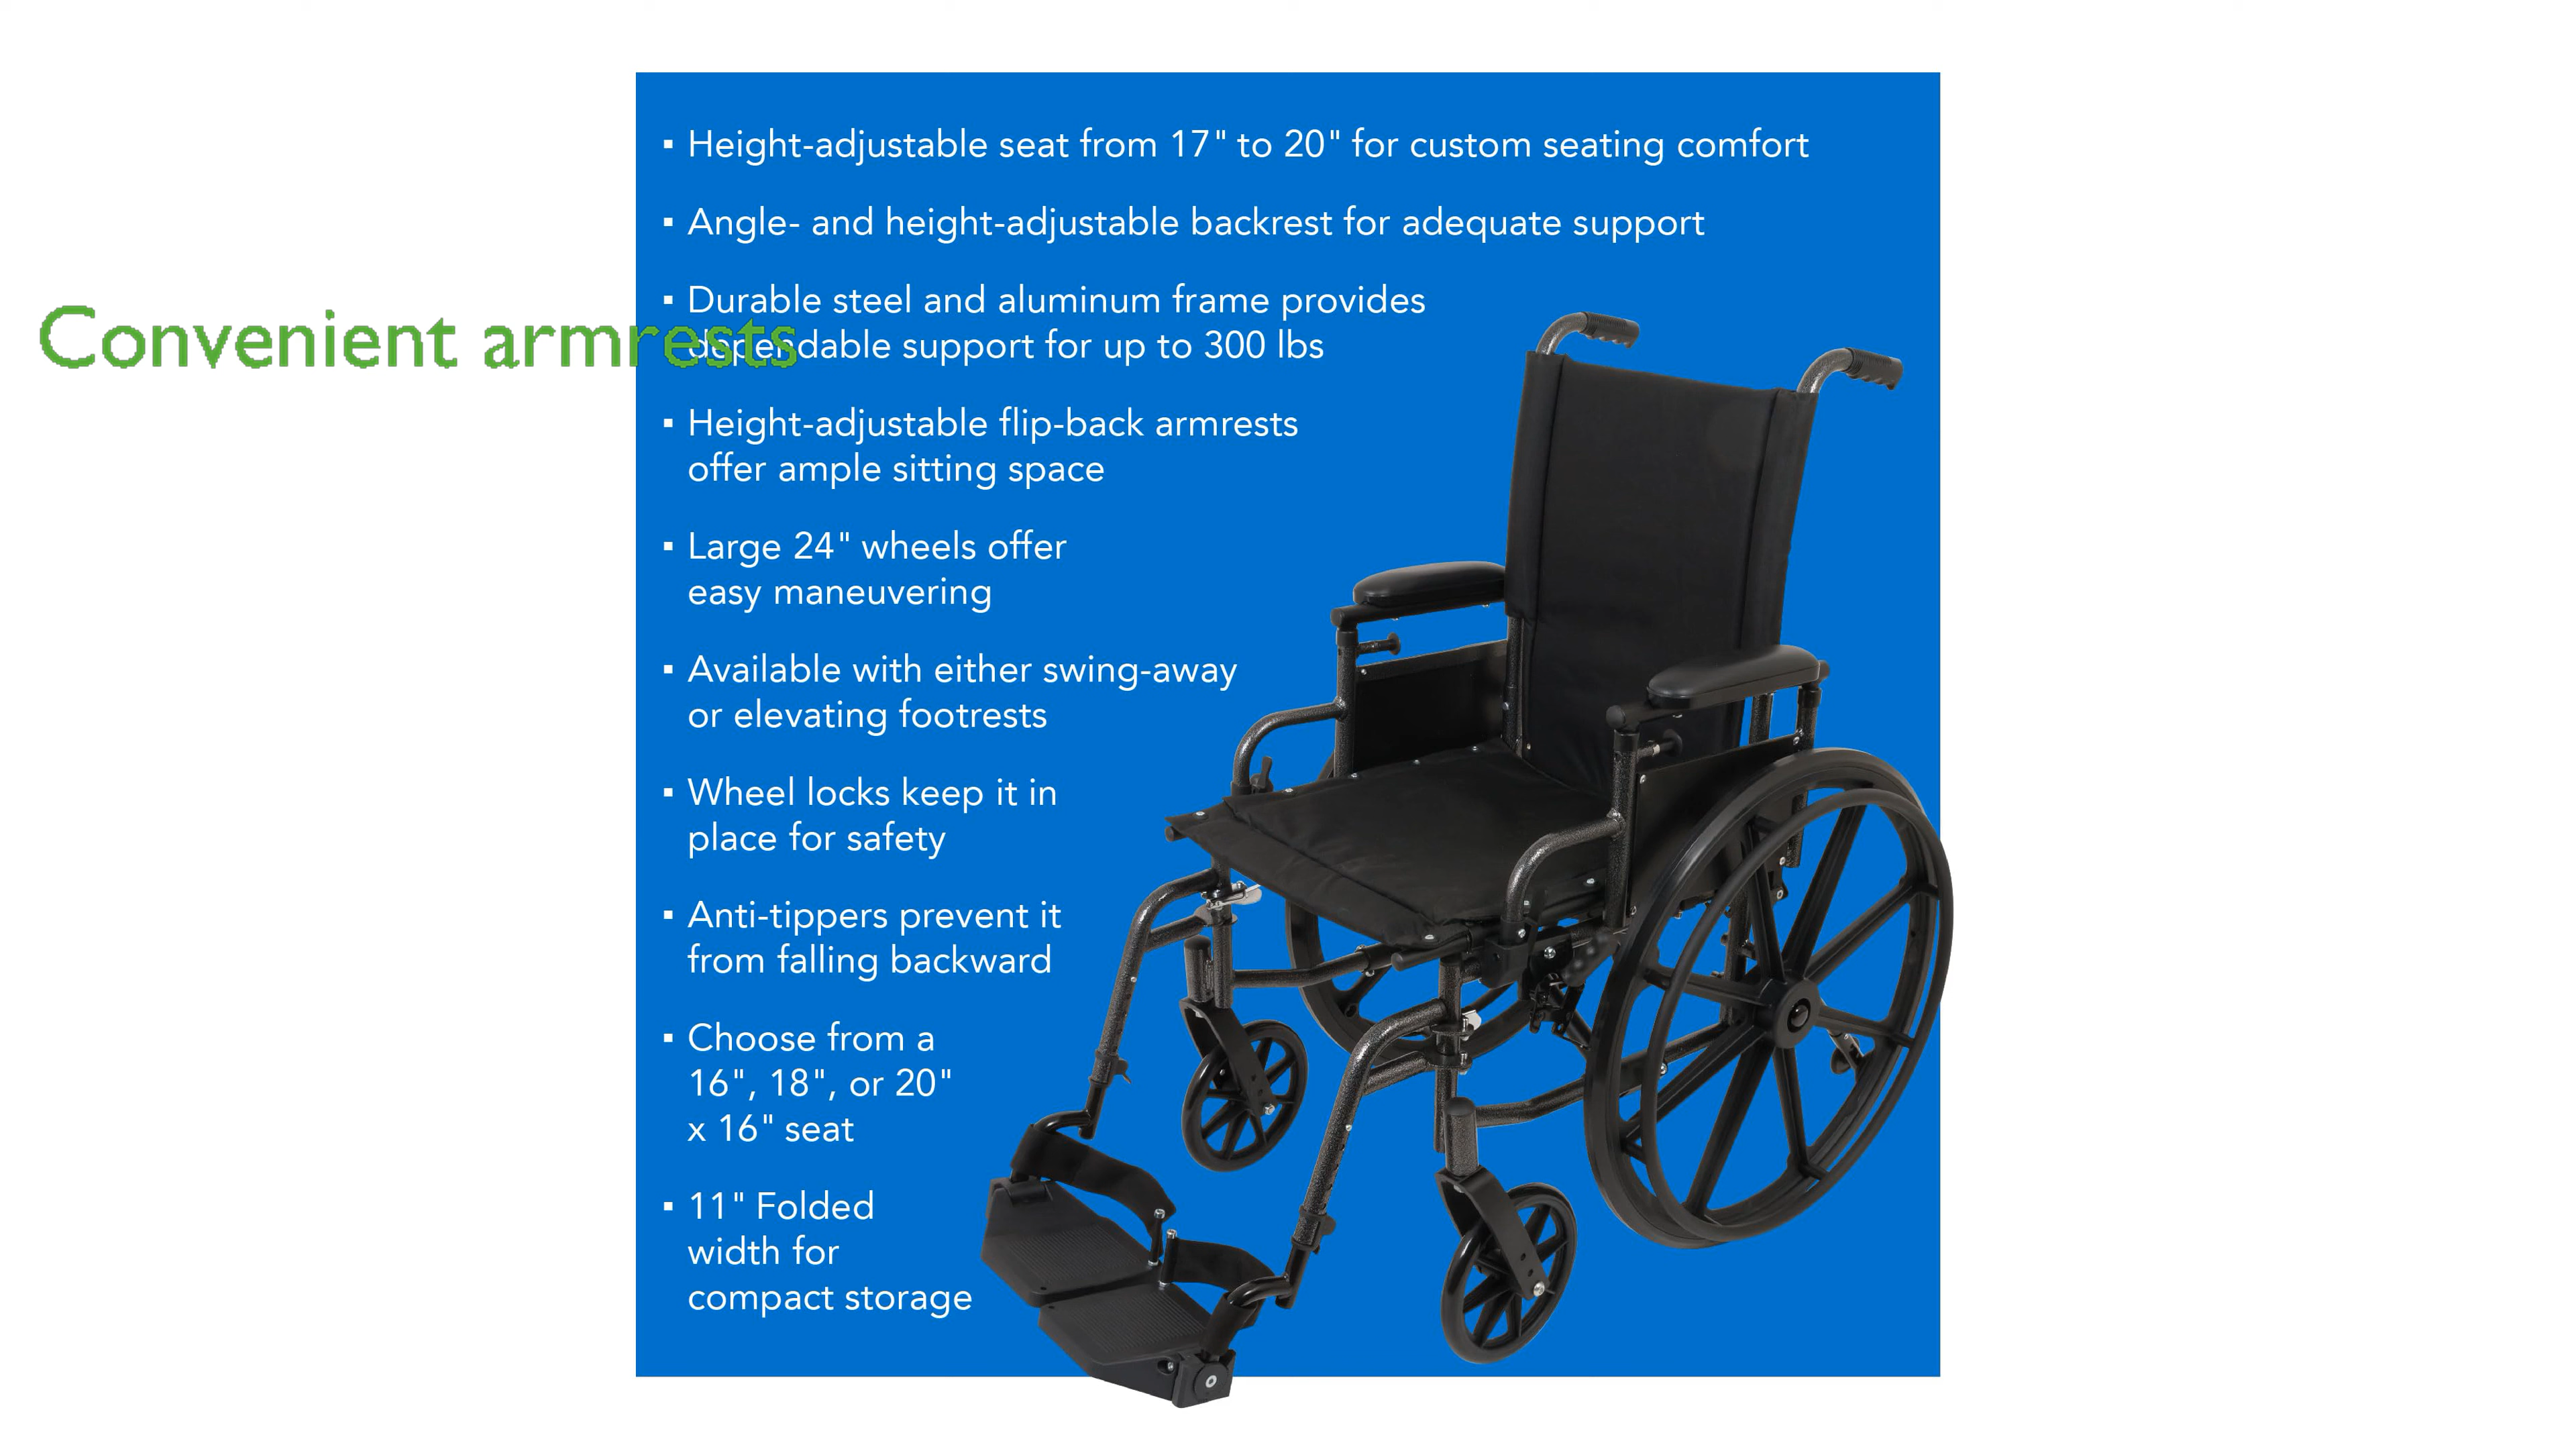 ▪ Height-adjustable seat from 17" to 20" for custom seating comfort
▪ Angle- and height-adjustable backrest for adequate support
▪ Durable steel and aluminum frame provides
Convenient armrests
dependable support for up to 300 lbs
▪ Height-adjustable flip-back armrests
offer ample sitting space
▪ Large 24" wheels offer
easy maneuvering
▪ Available with either swing-away
or elevating footrests
▪ Wheel locks keep it in
place for safety
▪ Anti-tippers prevent it
from falling backward
▪ Choose from a
16", 18", or 20"
x 16" seat
▪ 11" Folded
width for
compact storage